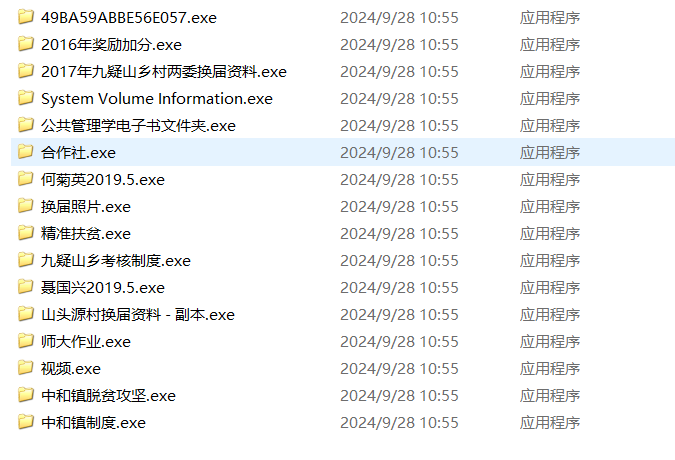 49BA59ABBE56E057.exe 2024/9/28 10:55 应用程序
2016年奖励加分.exe 2024/9/28 10:55 应用程序
2017年九疑山乡村两委换届资料.exe 2024/9/28 10:55 应用程序
System Volume Information.exe 2024/9/28 10:55 应用程序
公共管理学电子书文件夹.exe 2024/9/28 10:55 应用程序
合作社.exe 2024/9/28 10:55 应用程序
何菊英2019.5.exe 2024/9/28 10:55 应用程序
换届照片.exe 2024/9/28 10:55 应用程序
精准扶贫.exe 2024/9/28 10:55 应用程序
九疑山乡考核制度.exe 2024/9/28 10:55 应用程序
聂国兴2019.5.exe 2024/9/28 10:55 应用程序
山头源村换届资料 - 副本.exe 2024/9/28 10:55 应用程序
师大作业.exe 2024/9/28 10:55 应用程序
视频.exe 2024/9/28 10:55 应用程序
中和镇脱贫攻坚.exe 2024/9/28 10:55 应用程序
中和镇制度.exe 2024/9/28 10:55 应用程序